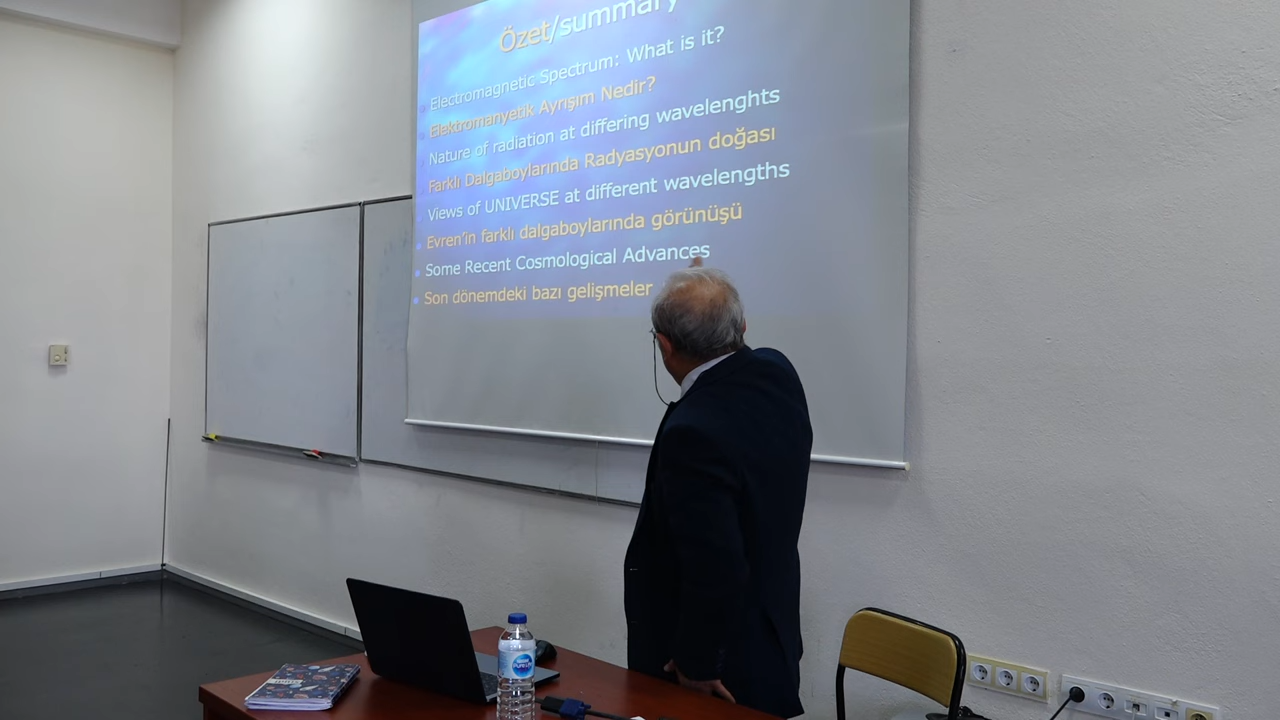 Özet/summary
Electromagnetic Spectrum: What is it?
Elektromanyetik Ayrışım Nedir?
Nature of radiation at differing wavelenghts
Farklı Dalgaboylarında Radyasyonun doğası
Views of UNIVERSE at different wavelengths
Evren'in farklı dalgaboylarında görünüşü
Some Recent Cosmological Advances
Son dönemdeki bazı gelişmeler